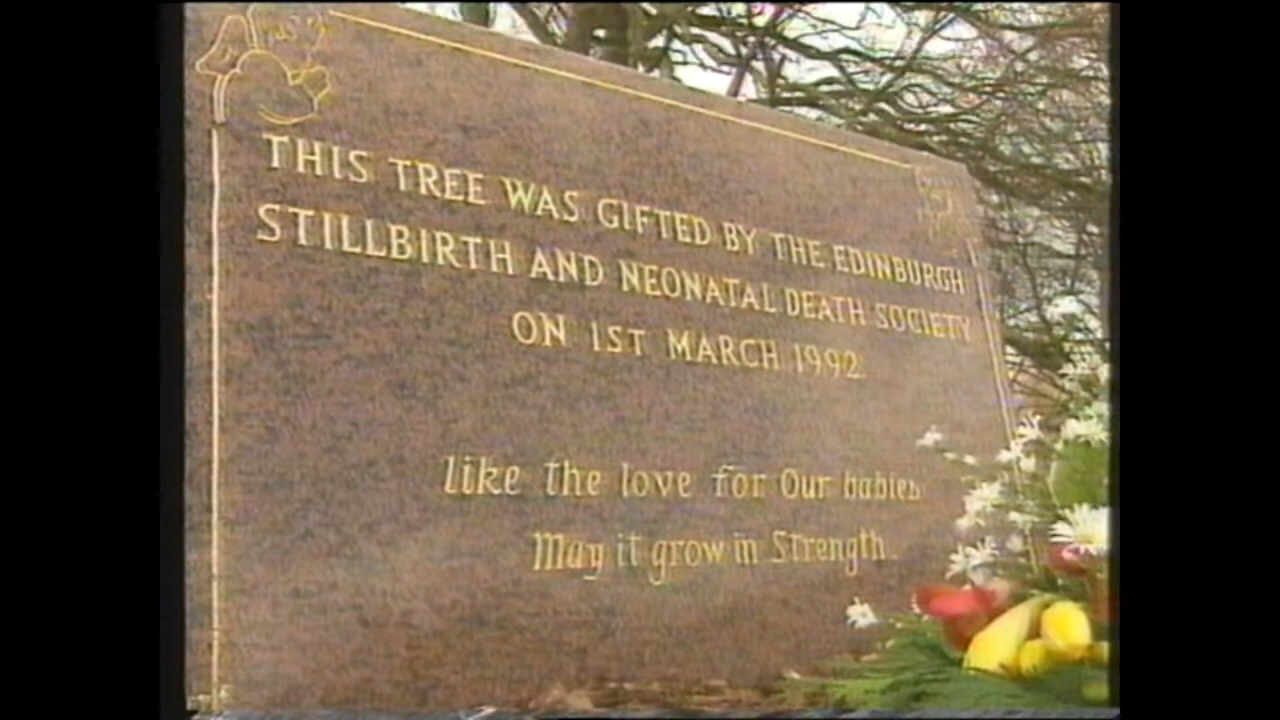 THIS TREE WAS GIFTED BY THE EDINBURGH
STILLBIRTH AND NEONATAL DEATH SOCIETY
ON 1ST MARCH 1992
like the love for Our babies
May it grow in Strength.